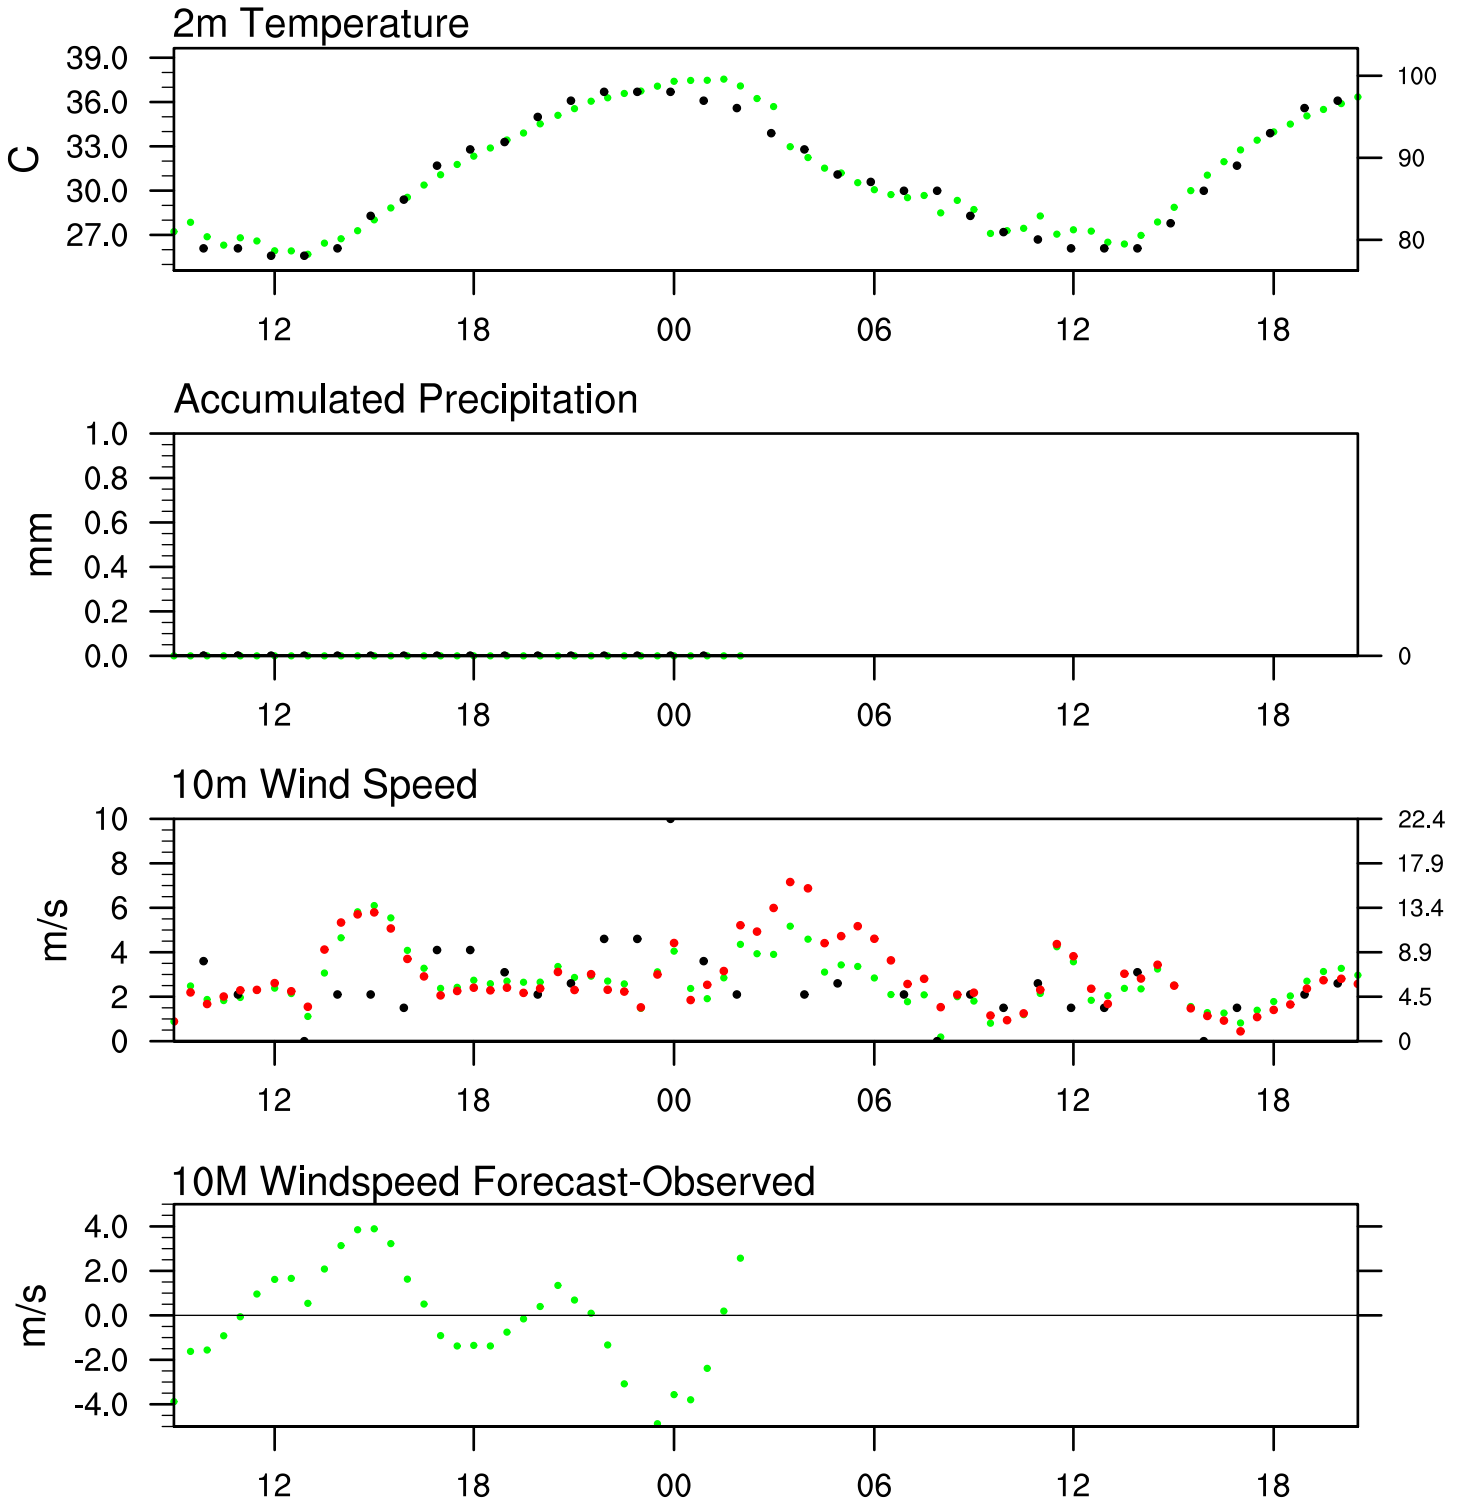 2m Temperature
39.0
36.0
33.0
30.0
27.0
C
100
90
80
12 18 00 06 12 18
Accumulated Precipitation
1.0
0.8
0.6
0.4
0.2
0.0
mm
0
12 18 00 06 12 18
10m Wind Speed
10
8
6
4
2
0
m/s
22.4
17.9
13.4
8.9
4.5
0
12 18 00 06 12 18
10M Windspeed Forecast-Observed
4.0
2.0
0.0
-2.0
-4.0
m/s
12 18 00 06 12 18